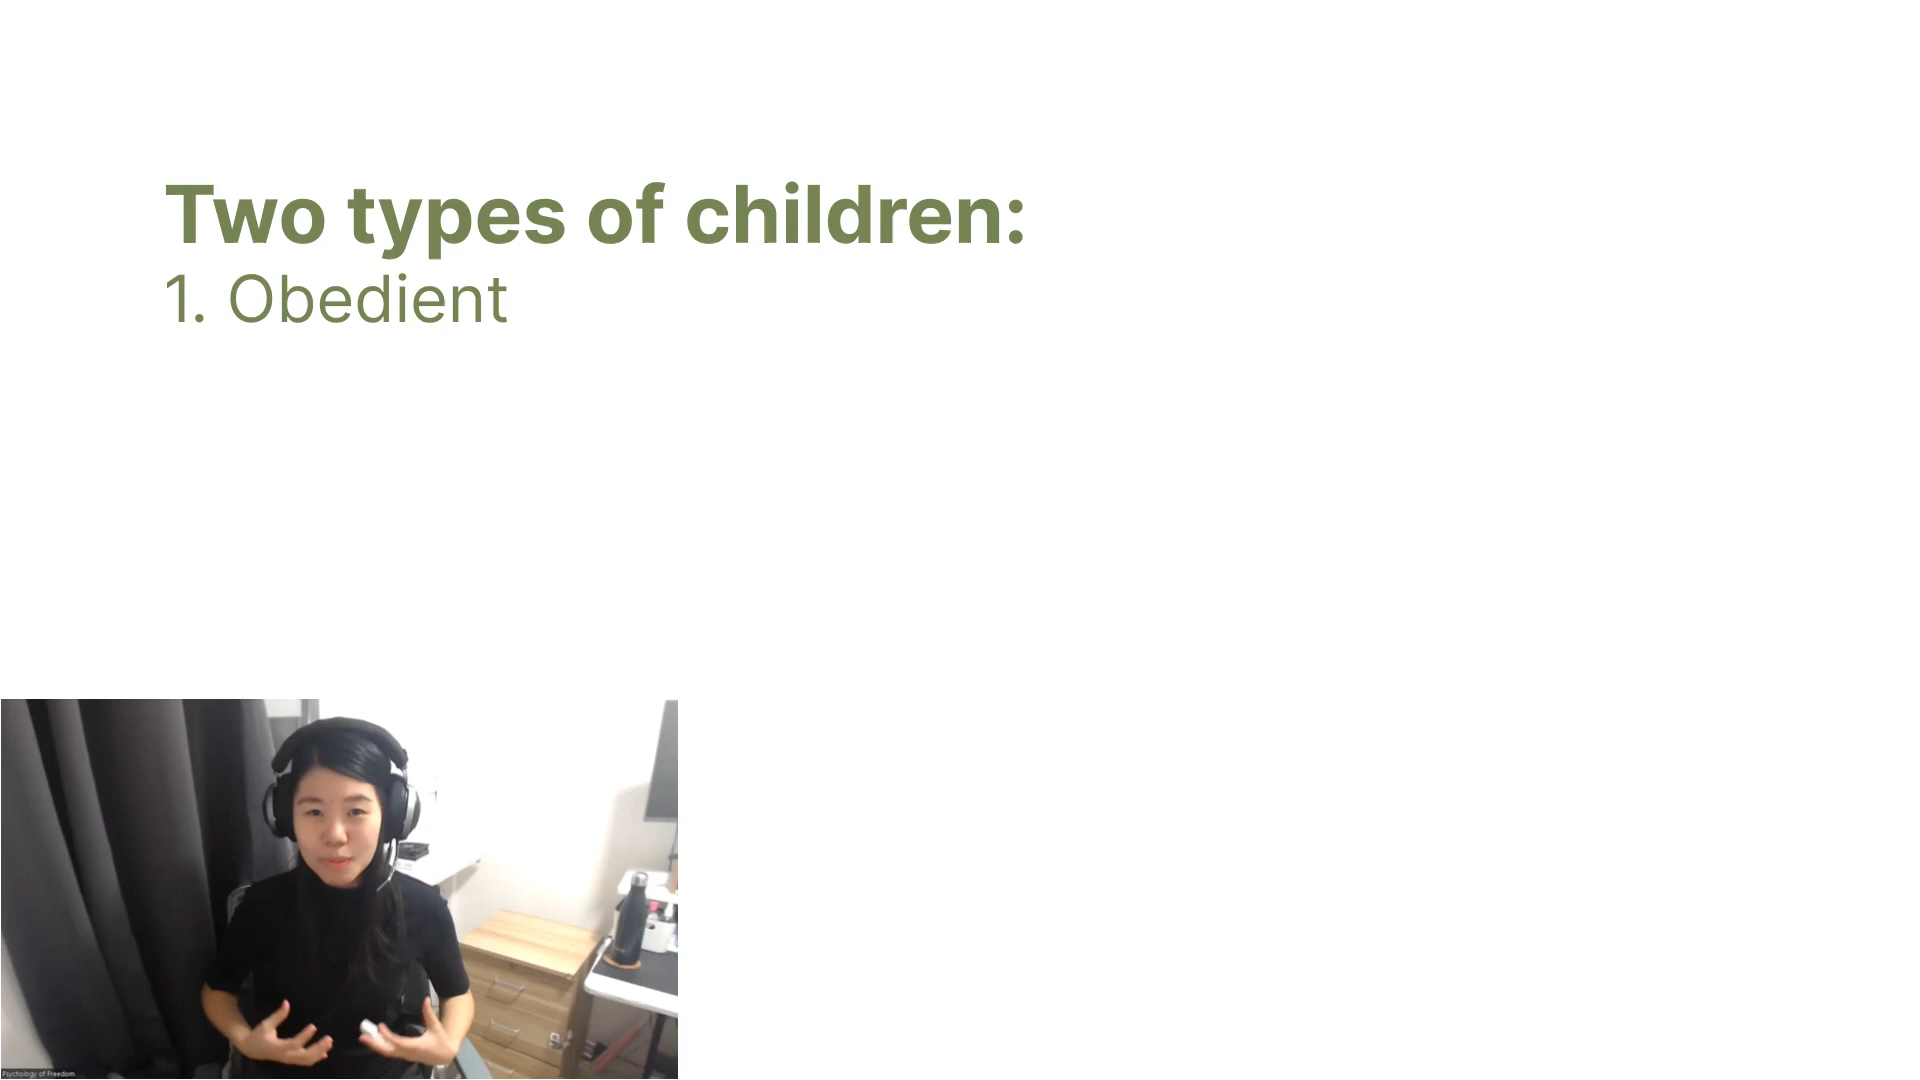 Two types of children:
1. Obedient
Psychology of Freedom